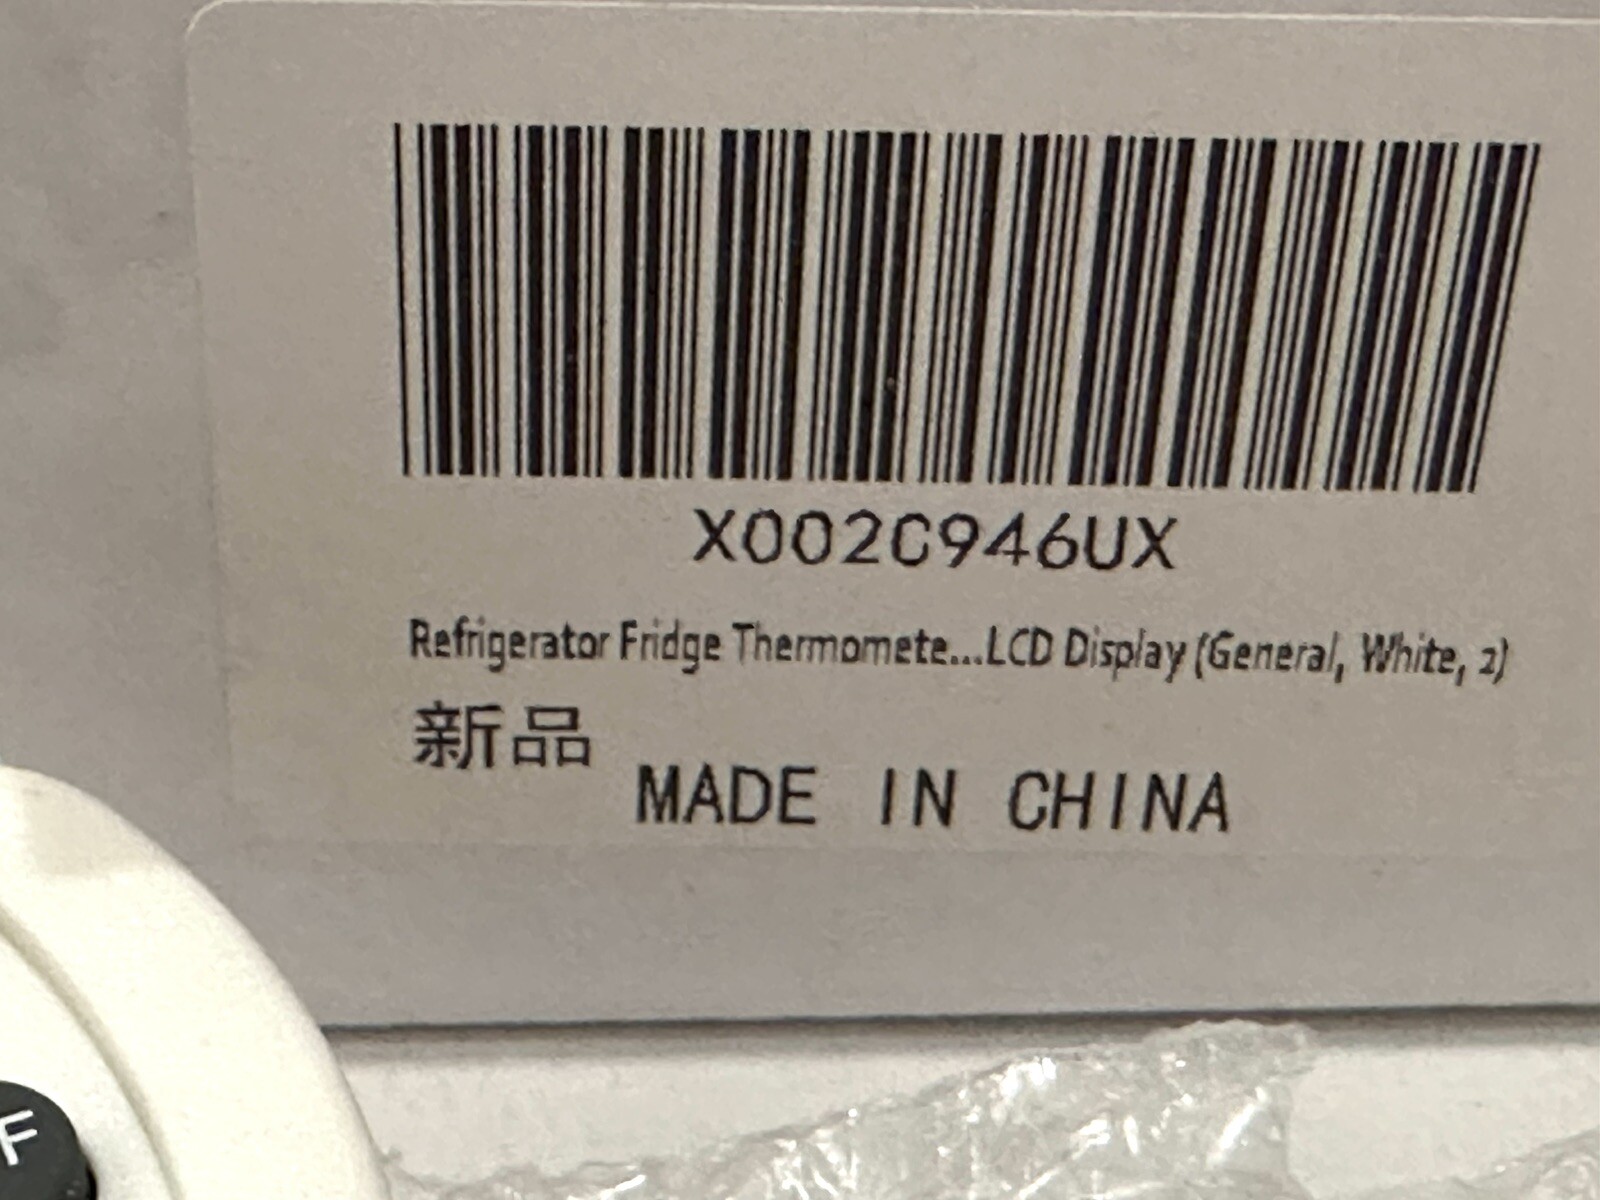 X002C946UX
Refrigerator Fridge Thermomete...LCD Display (General, White, 2)
新品
MADE IN CHINA
F